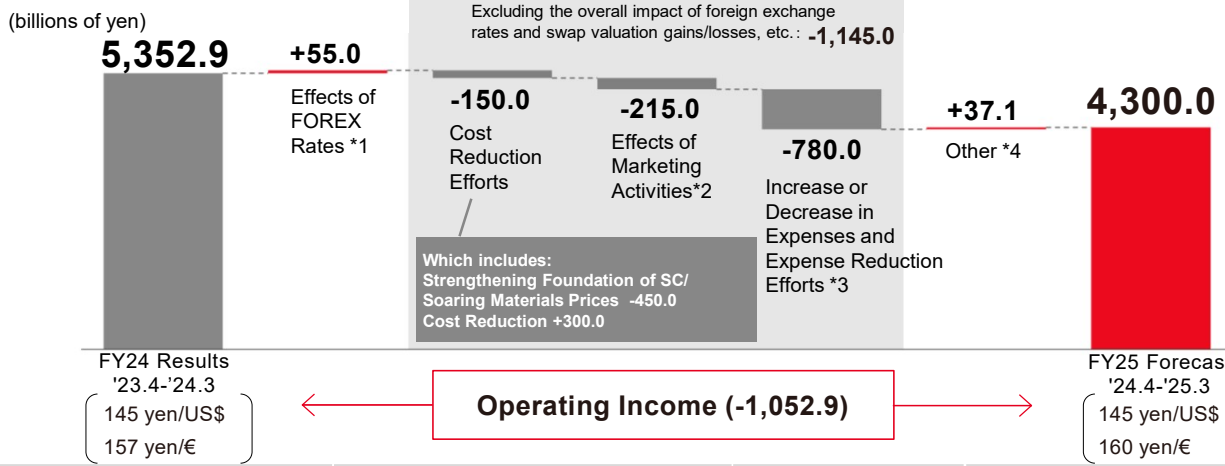 (billions of yen)
Excluding the overall impact of foreign exchange
rates and swap valuation gains/losses, etc.: -1,145.0
5,352.9
+55.0
Effects of
FOREX
Rates *1
-150.0
Cost
Reduction
Efforts
-215.0
Effects of
Marketing
Activities*2
-780.0
Increase or
Decrease in
Expenses and
Expense Reduction
Efforts *3
+37.1
Other *4
4,300.0
Which includes:
Strengthening Foundation of SC/
Soaring Materials Prices -450.0
Cost Reduction +300.0
FY24 Results
'23.4-'24.3
145 yen/US$
157 yen/€
Operating Income (-1,052.9)
FY25 Forecas
'24.4-'25.3
145 yen/US$
160 yen/€